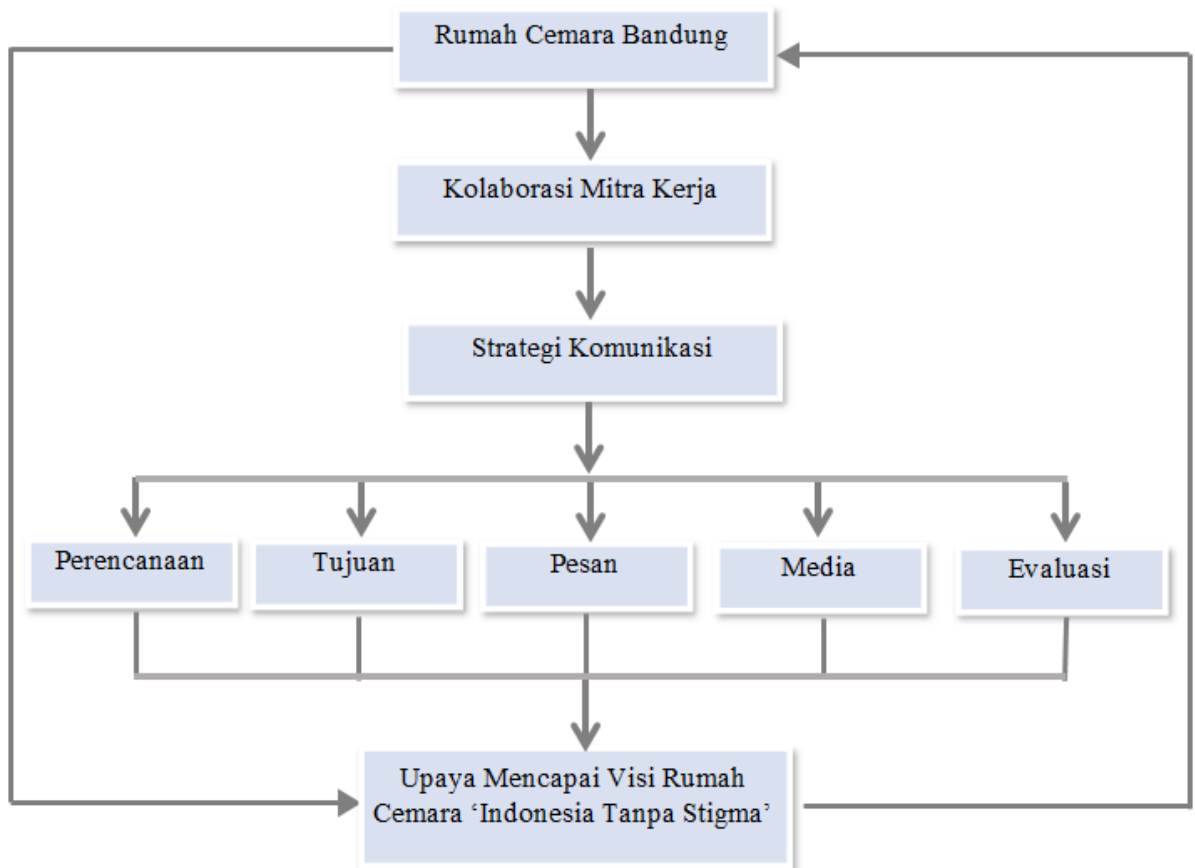 Rumah Cemara Bandung
Kolaborasi Mitra Kerja
Strategi Komunikasi
Perencanaan
Tujuan
Pesan
Media
Evaluasi
Upaya Mencapai Visi Rumah
Cemara ‘Indonesia Tanpa Stigma’